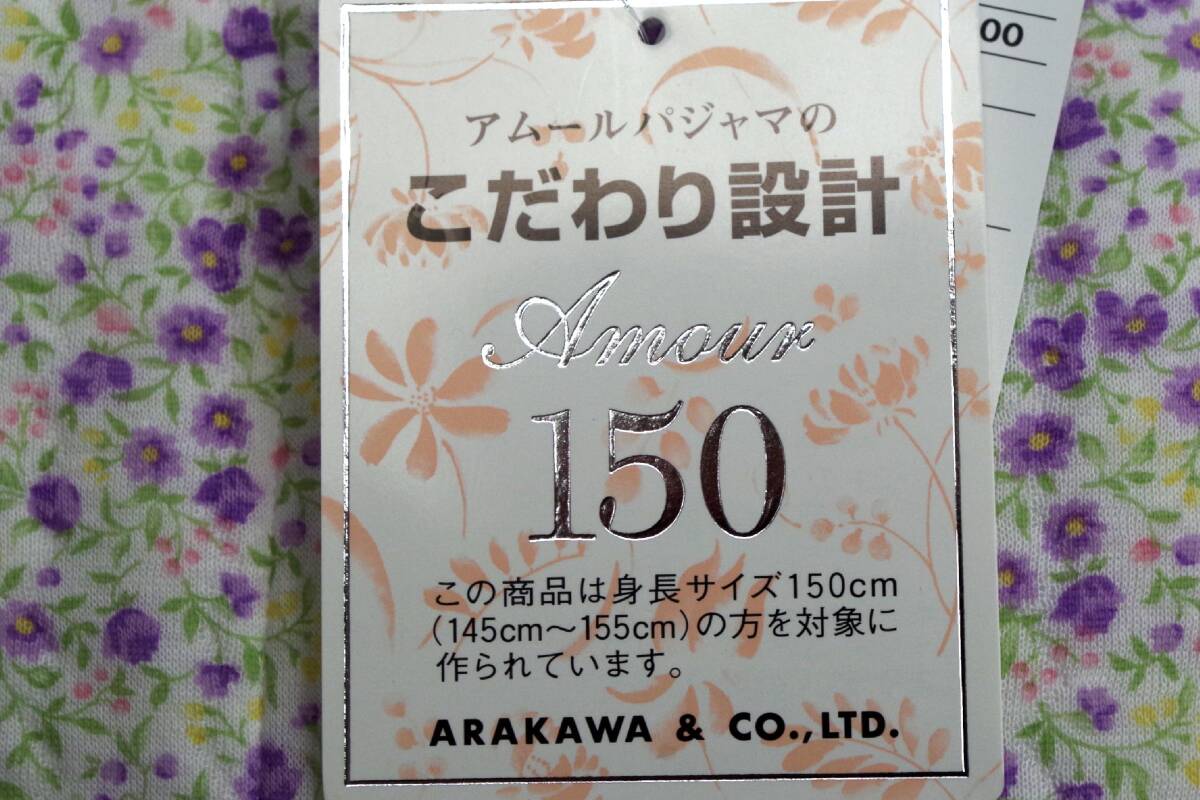 アムールパジャマの
こだわり設計
Amour
150
この商品は身長サイズ150cm
(145cm～155cm)の方を対象に
作られています。
ARAKAWA & CO.,LTD.
00